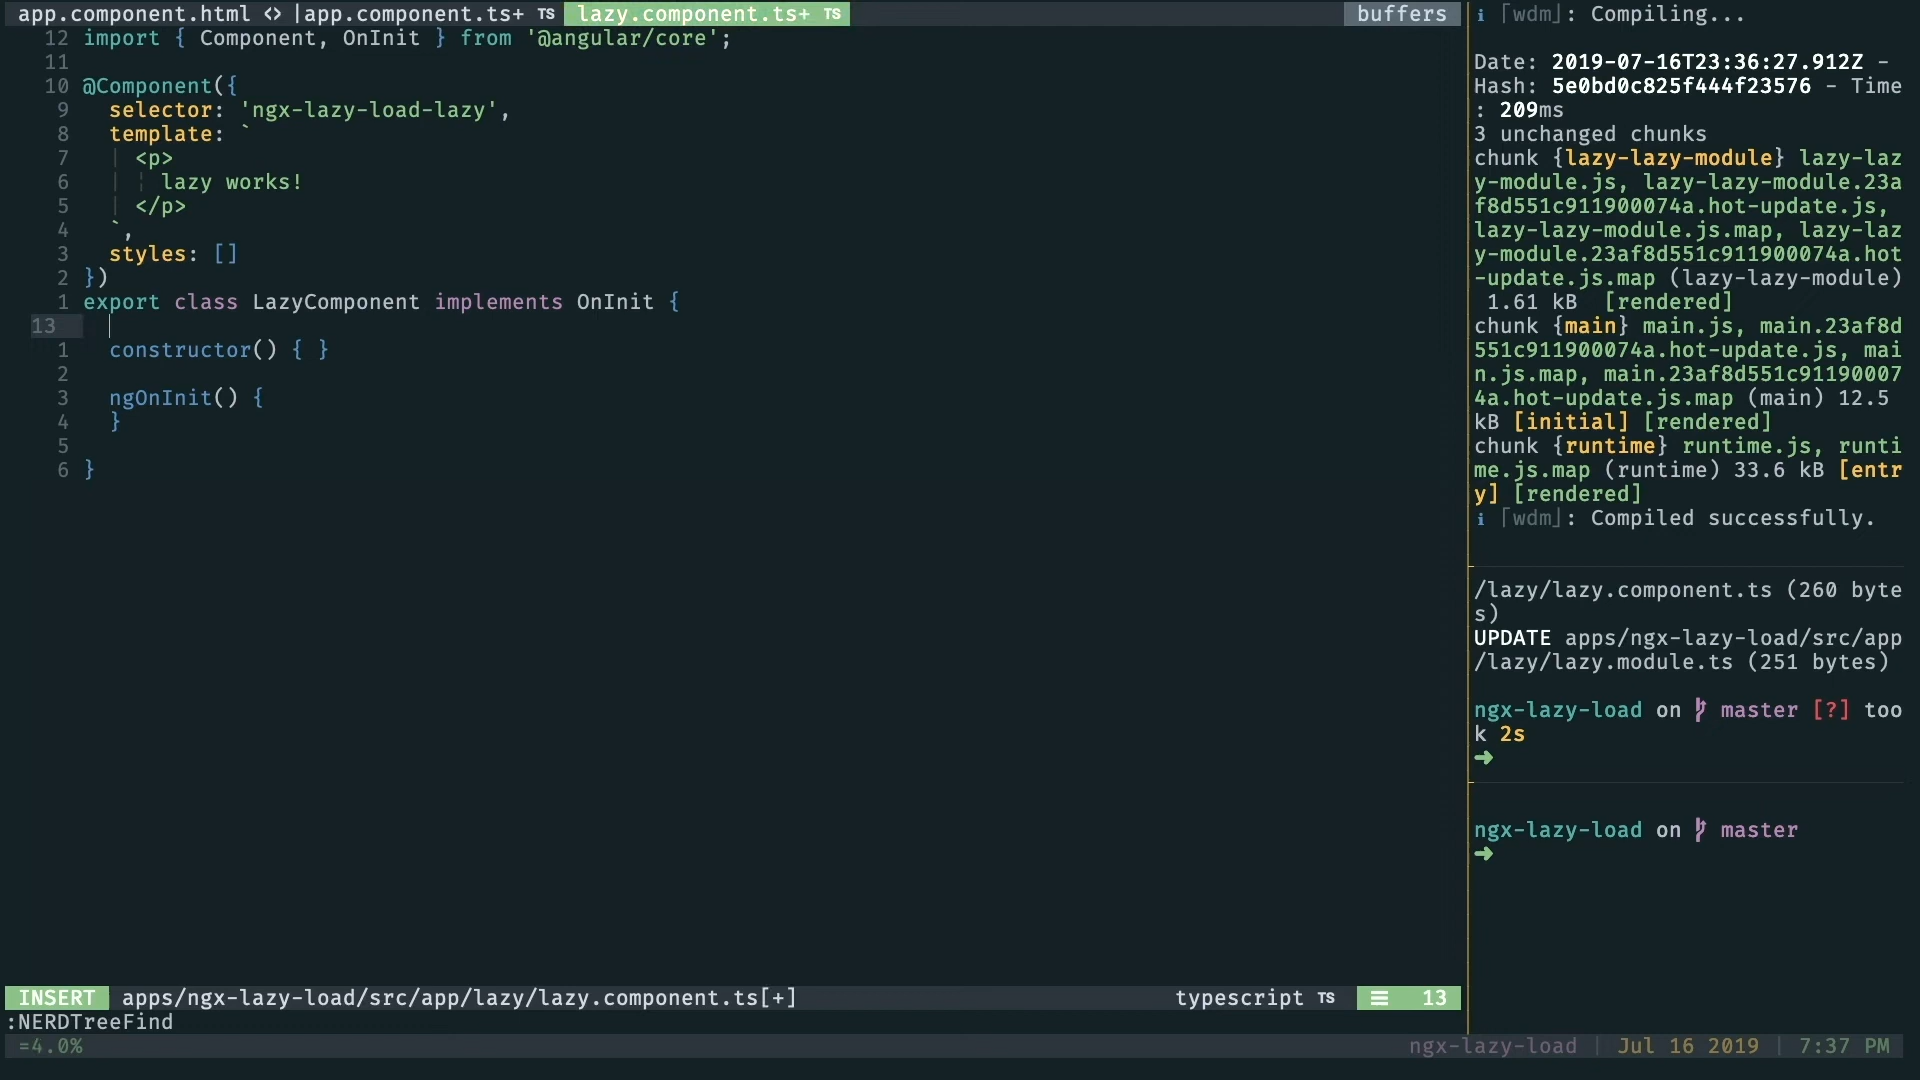 app.component.html <> |app.component.ts+ TS lazy.component.ts+ TS buffers
12 import { Component, OnInit } from '@angular/core';
11
10 @Component({
9 selector: 'ngx-lazy-load-lazy',
8 template: `
7 <p>
6 lazy works!
5 </p>
4 `,
3 styles: []
2 })
1 export class LazyComponent implements OnInit {
13
1 constructor() { }
2
3 ngOnInit() {
4 }
5
6 }
INSERT apps/ngx-lazy-load/src/app/lazy/lazy.component.ts[+] typescript TS ☰ 13
:NERDTreeFind
=4.0% ngx-lazy-load | Jul 16 2019 | 7:37 PM
ℹ ｢wdm｣: Compiling...
Date: 2019-07-16T23:36:27.912Z -
Hash: 5e0bd0c825f444f23576 - Time
: 209ms
3 unchanged chunks
chunk {lazy-lazy-module} lazy-laz
y-module.js, lazy-lazy-module.23a
f8d551c911900074a.hot-update.js,
lazy-lazy-module.js.map, lazy-laz
y-module.23af8d551c911900074a.hot
-update.js.map (lazy-lazy-module)
1.61 kB [rendered]
chunk {main} main.js, main.23af8d
551c911900074a.hot-update.js, mai
n.js.map, main.23af8d551c91190007
4a.hot-update.js.map (main) 12.5
kB [initial] [rendered]
chunk {runtime} runtime.js, runti
me.js.map (runtime) 33.6 kB [entr
y] [rendered]
ℹ ｢wdm｣: Compiled successfully.
/lazy/lazy.component.ts (260 byte
s)
UPDATE apps/ngx-lazy-load/src/app
/lazy/lazy.module.ts (251 bytes)
ngx-lazy-load on master [?] too
k 2s
➜
ngx-lazy-load on master
➜